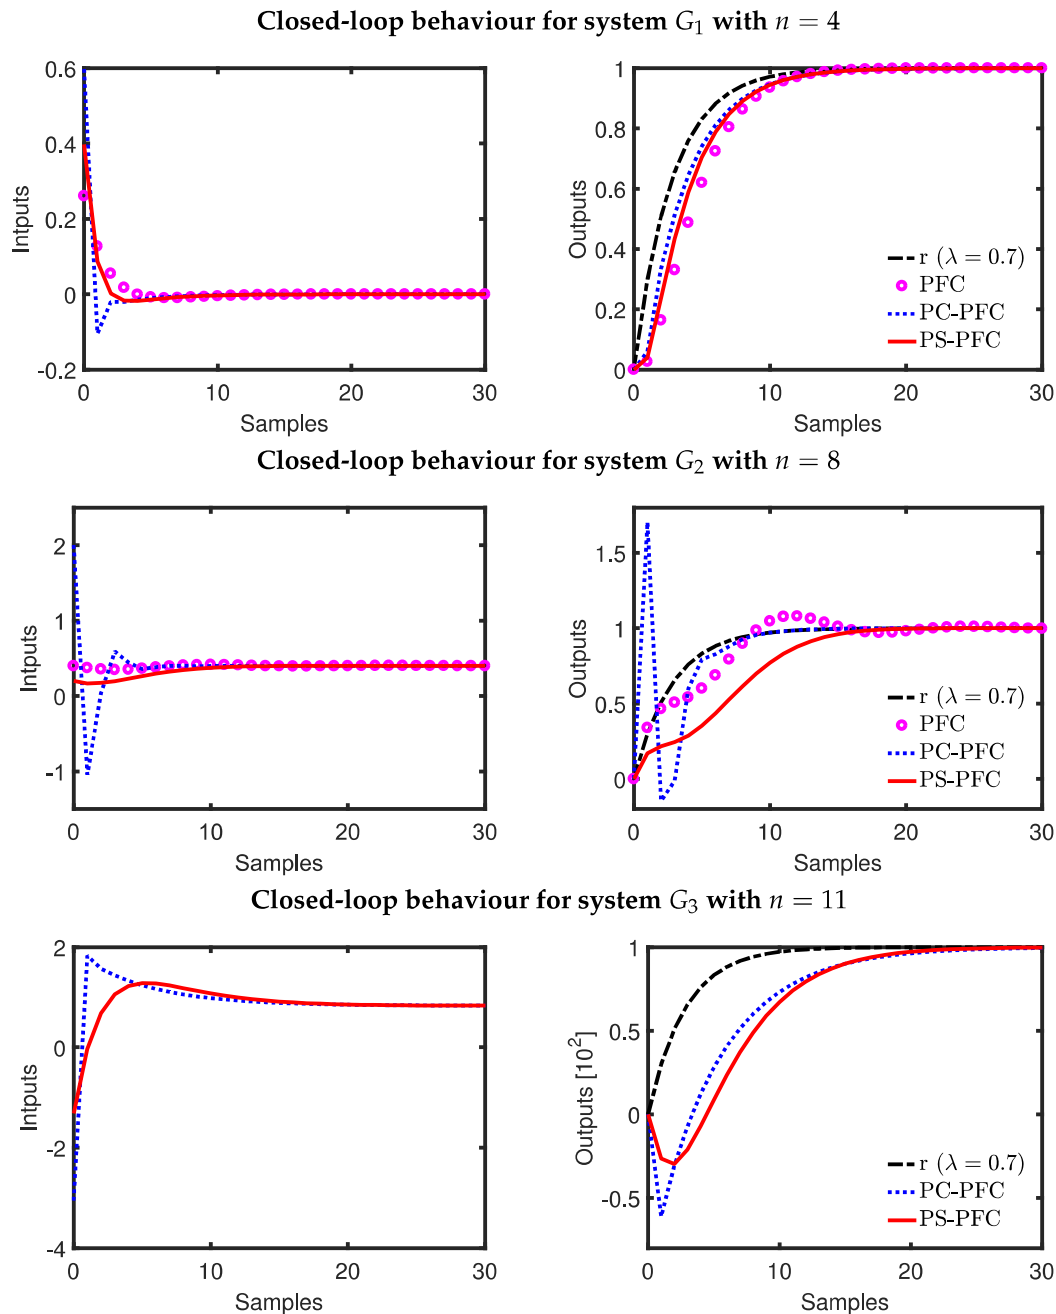 Closed-loop behaviour for system G₁ with n = 4
0.6
0.4
0.2
0
-0.2
Intputs
0
10
20
30
Samples
1
0.8
0.6
0.4
0.2
0
Outputs
r (λ = 0.7)
PFC
PC-PFC
PS-PFC
0
10
20
30
Samples
Closed-loop behaviour for system G₂ with n = 8
2
1
0
-1
Intputs
0
10
20
30
Samples
1.5
1
0.5
0
Outputs
r (λ = 0.7)
PFC
PC-PFC
PS-PFC
0
10
20
30
Samples
Closed-loop behaviour for system G₃ with n = 11
2
0
-2
-4
Intputs
0
10
20
30
Samples
1
0.5
0
-0.5
Outputs [10²]
r (λ = 0.7)
PC-PFC
PS-PFC
0
10
20
30
Samples